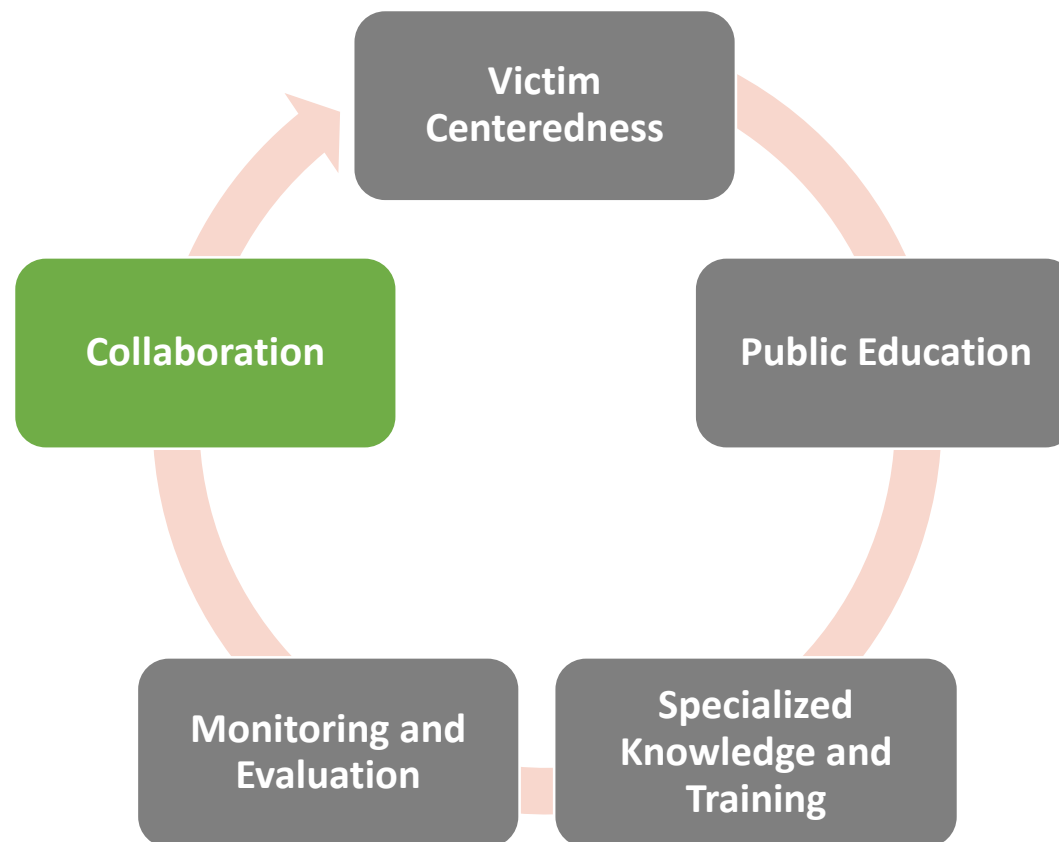 Victim
Centeredness
Collaboration
Public Education
Monitoring and
Evaluation
Specialized
Knowledge and
Training